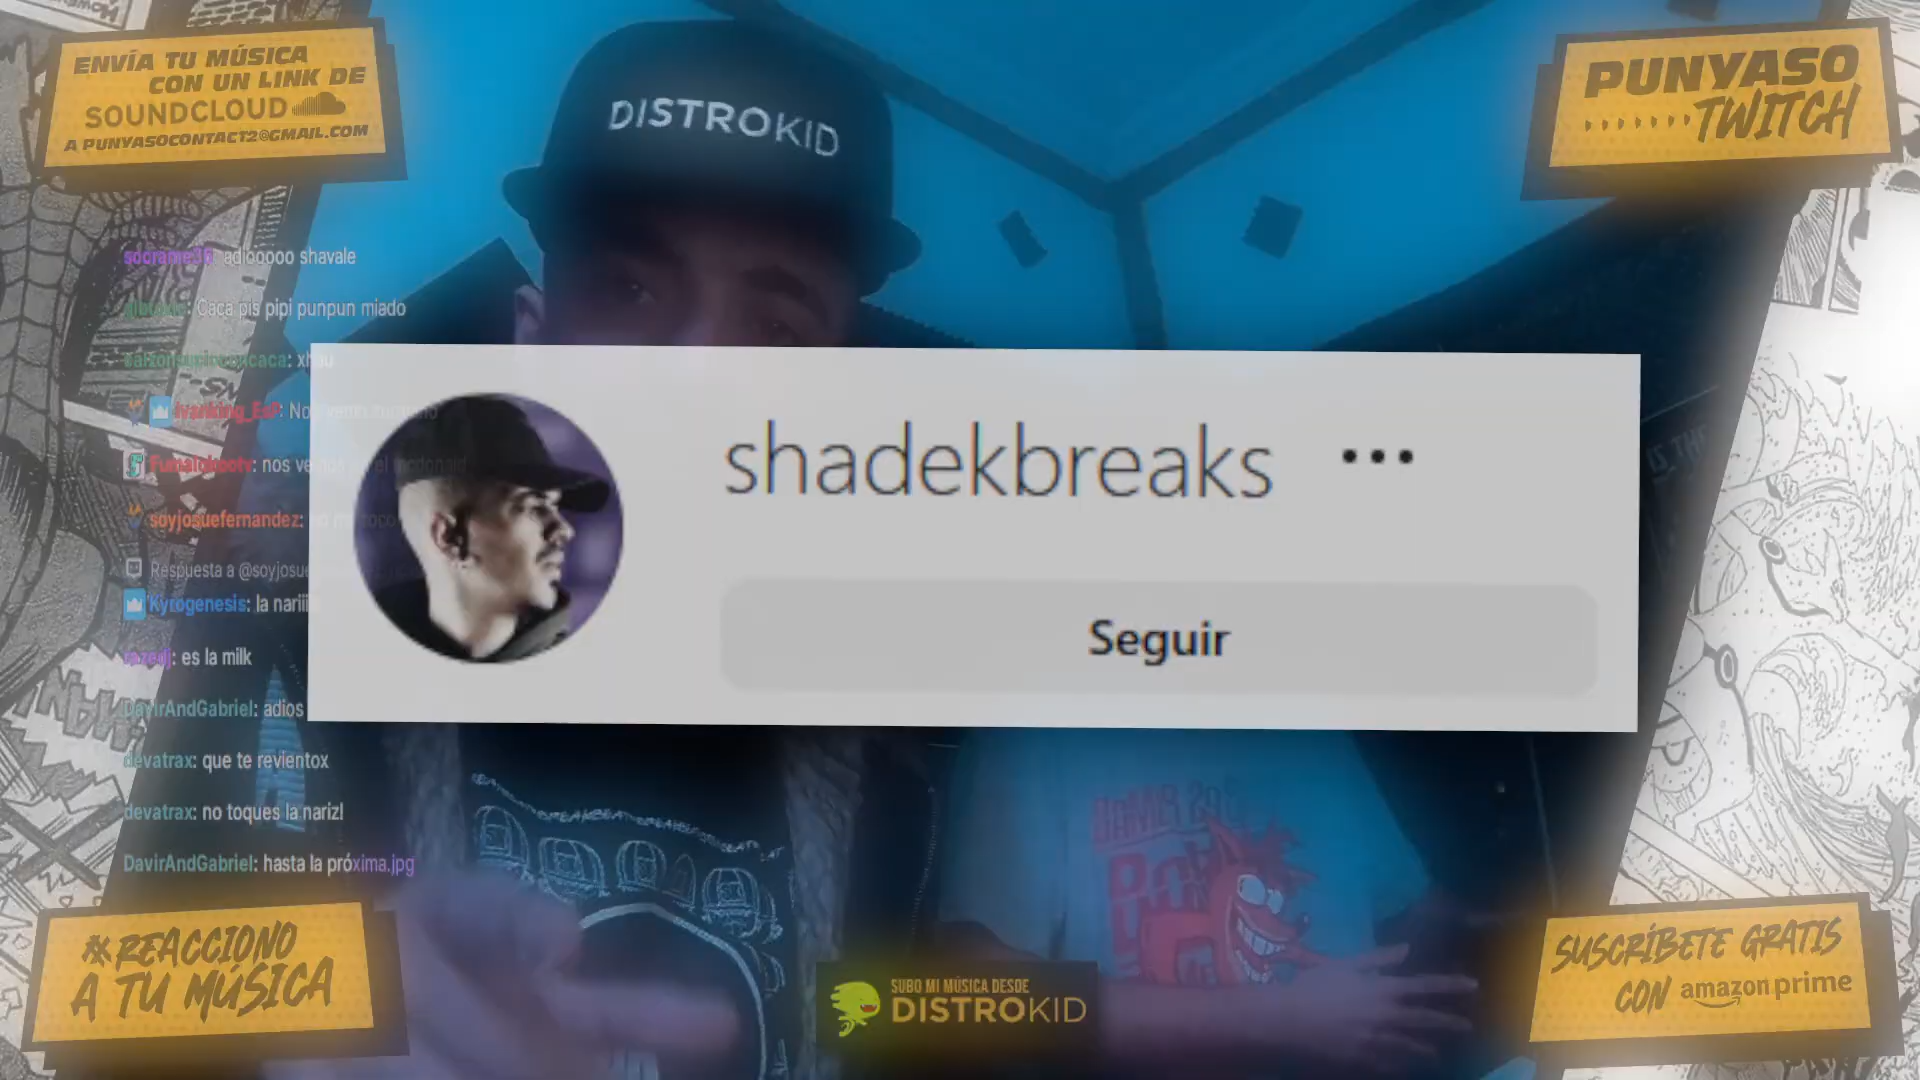 ENVÍA TU MÚSICA
CON UN LINK DE
SOUNDCLOUD
A PUNYASOCONTACT2@GMAIL.COM
PUNYASO
TWITCH
DISTROKID
adiooooo shavale
Caca pis pipi punpun miado
Ivanking_EsP:
soyjosuefernandez:
Respuesta a @soyjosue
Kyrogenesis: la nariii
: es la milk
DavirAndGabriel: adios
devatrax: que te revientox
devatrax: no toques la nariz!
DavirAndGabriel: hasta la próxima.jpg
shadekbreaks ...
Seguir
REACCIONO
A TU MÚSICA
SUBO MI MÚSICA DESDE
DISTROKID
SUSCRÍBETE GRATIS
CON amazon prime